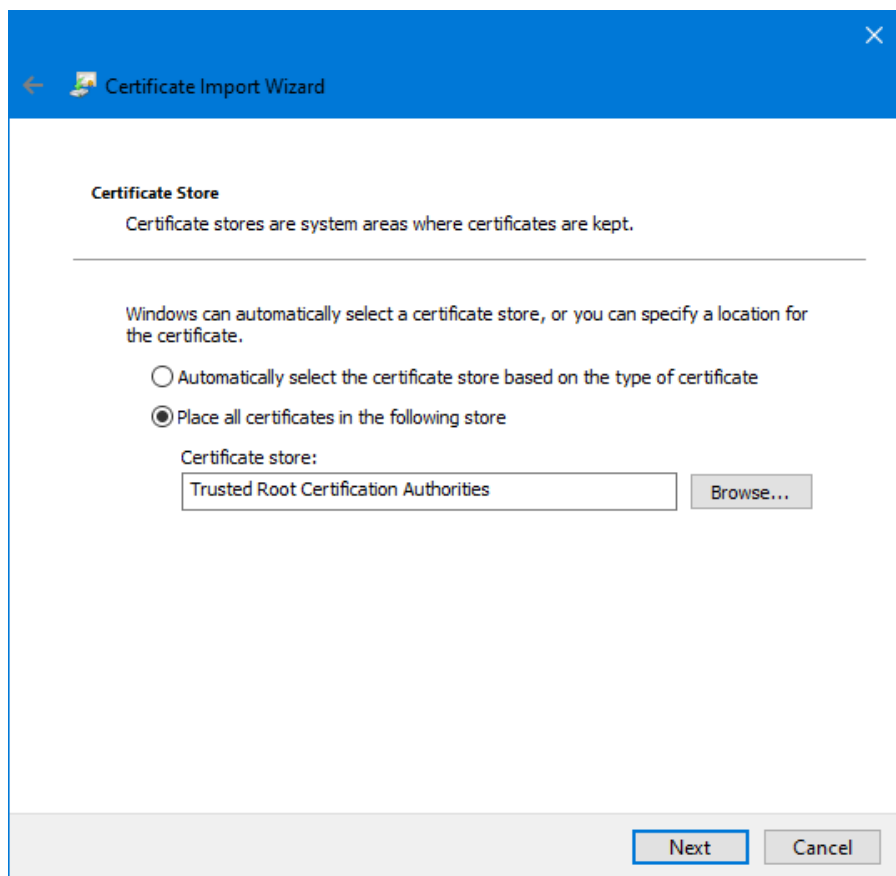 Certificate Import Wizard
Certificate Store
Certificate stores are system areas where certificates are kept.
Windows can automatically select a certificate store, or you can specify a location for
the certificate.
Automatically select the certificate store based on the type of certificate
Place all certificates in the following store
Certificate store:
Trusted Root Certification Authorities
Browse...
Next
Cancel